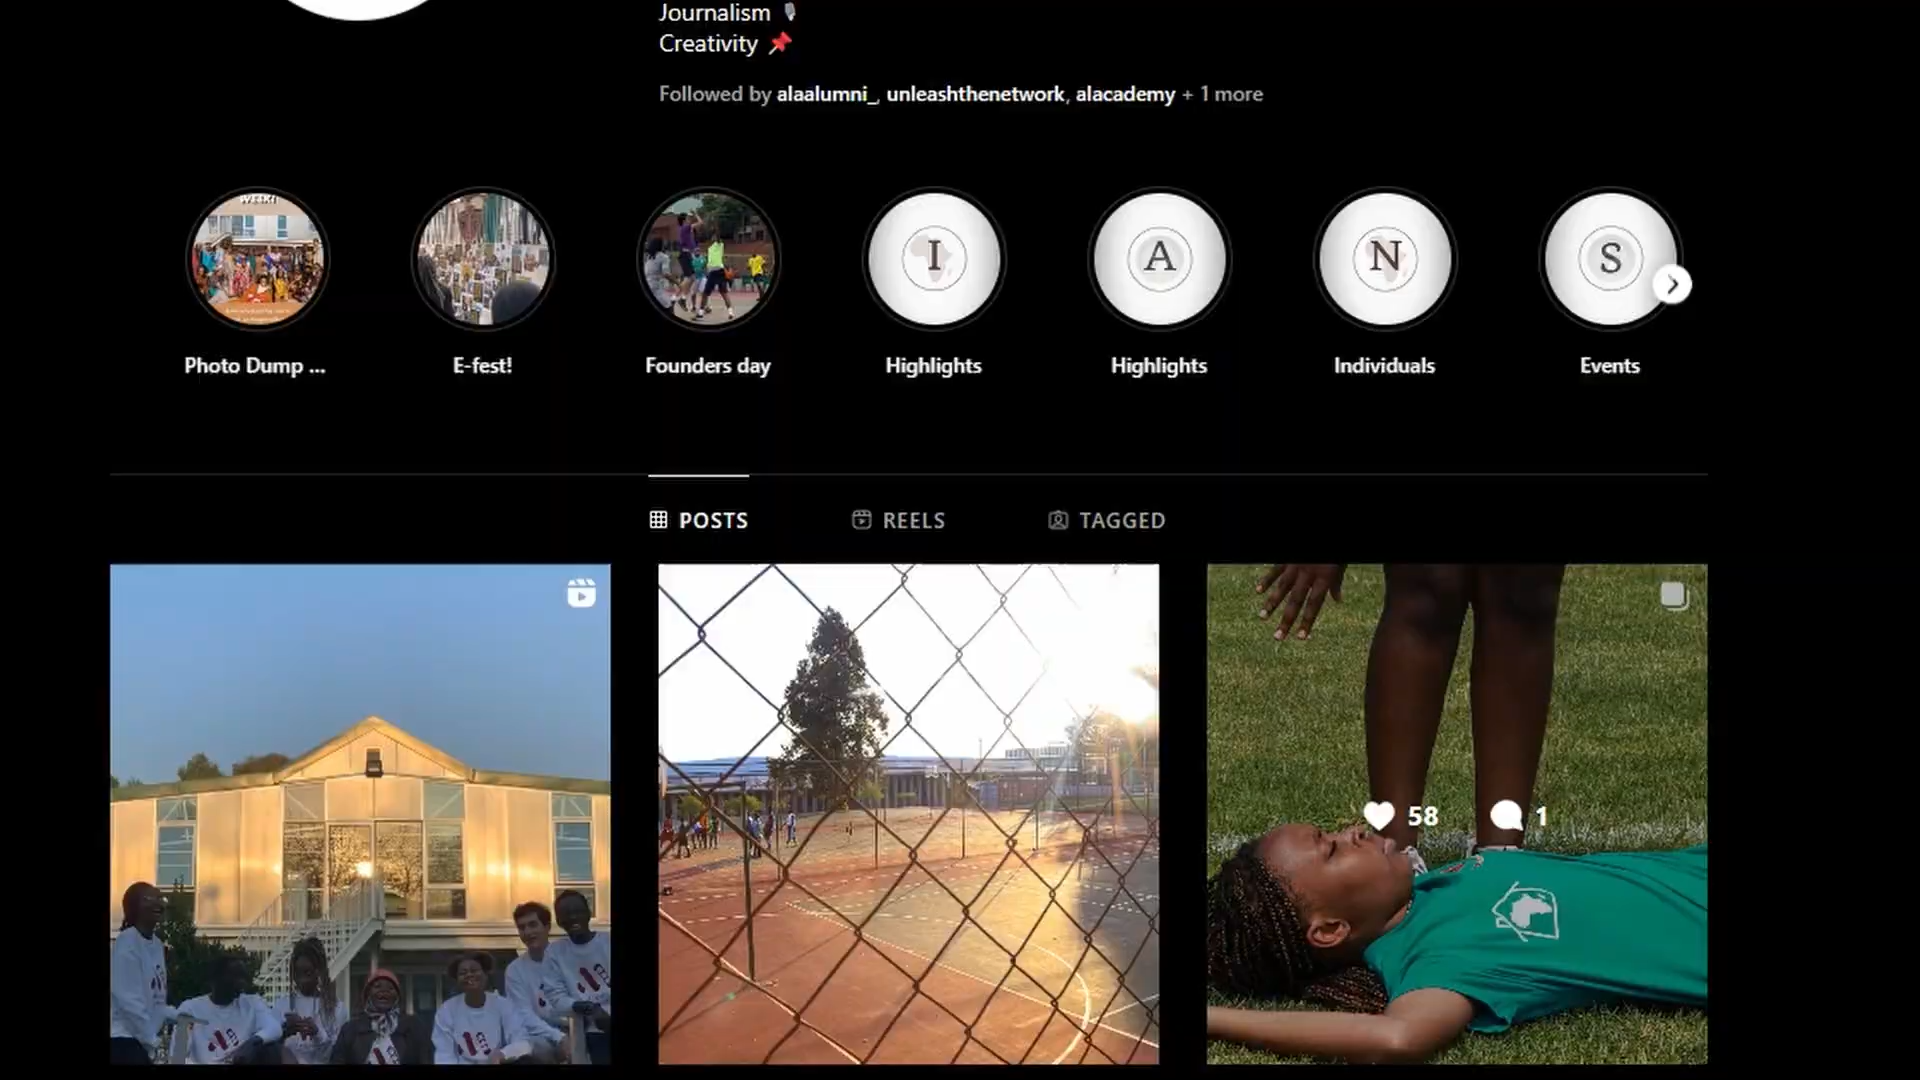 Journalism 🎙
Creativity 📌
Followed by alaalumni_, unleashthenetwork, alacademy + 1 more
I
A
N
S
Photo Dump ...
E-fest!
Founders day
Highlights
Highlights
Individuals
Events
POSTS
REELS
TAGGED
58
1